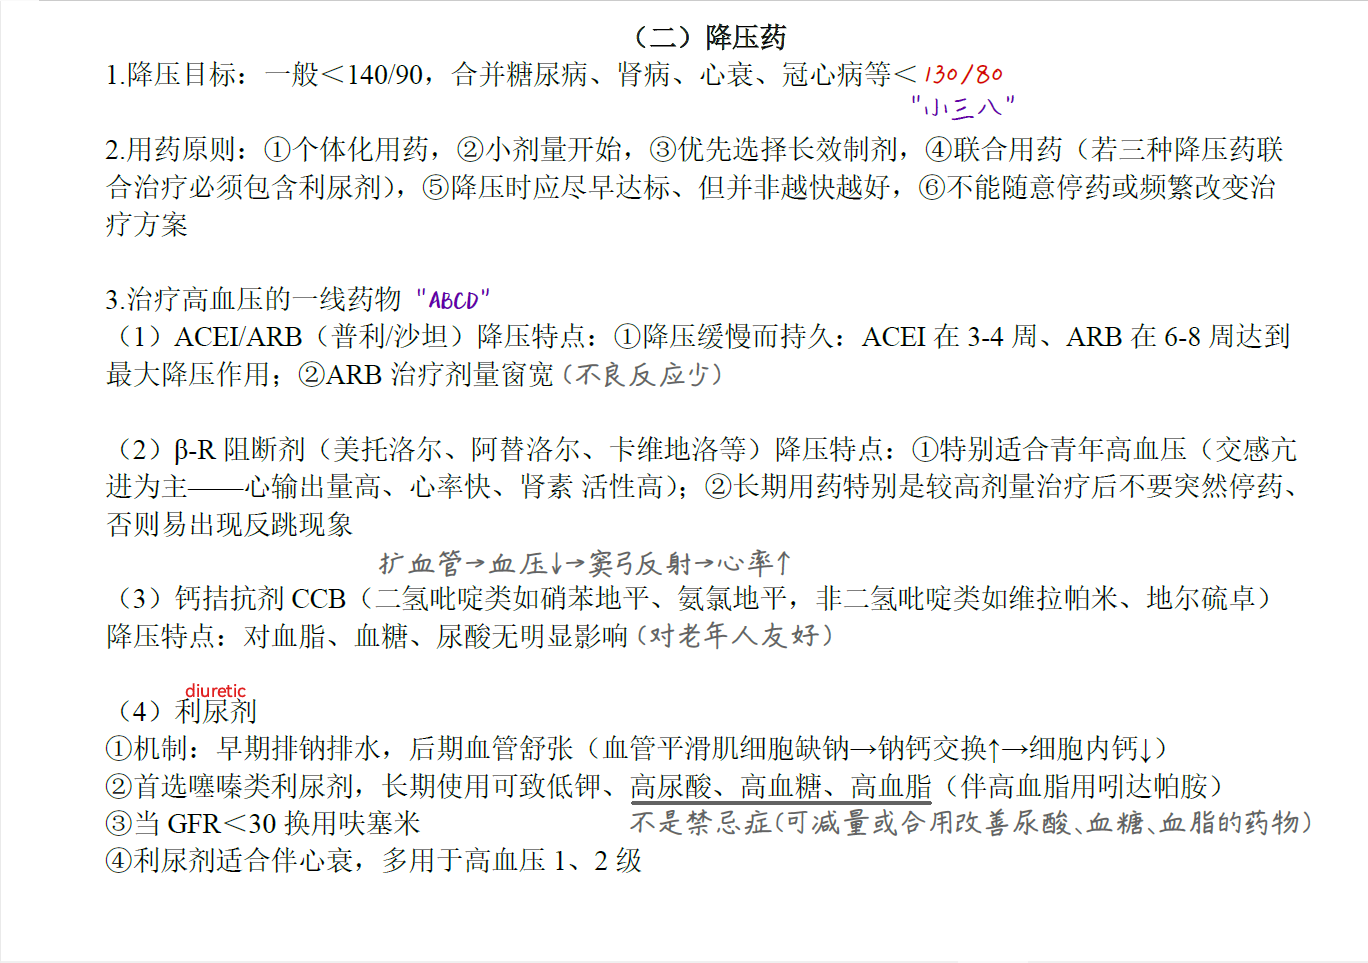 （二）降压药
1.降压目标：一般＜140/90，合并糖尿病、肾病、心衰、冠心病等＜130/80
"小三八"
2.用药原则：①个体化用药，②小剂量开始，③优先选择长效制剂，④联合用药（若三种降压药联
合治疗必须包含利尿剂），⑤降压时应尽早达标、但并非越快越好，⑥不能随意停药或频繁改变治
疗方案
3.治疗高血压的一线药物 "ABCD"
（1）ACEI/ARB（普利/沙坦）降压特点：①降压缓慢而持久：ACEI 在 3-4 周、ARB 在 6-8 周达到
最大降压作用；②ARB 治疗剂量窗宽（不良反应少）
（2）β-R 阻断剂（美托洛尔、阿替洛尔、卡维地洛等）降压特点：①特别适合青年高血压（交感亢
进为主——心输出量高、心率快、肾素 活性高）；②长期用药特别是较高剂量治疗后不要突然停药、
否则易出现反跳现象
扩血管→血压↓→窦弓反射→心率↑
（3）钙拮抗剂 CCB（二氢吡啶类如硝苯地平、氨氯地平，非二氢吡啶类如维拉帕米、地尔硫卓）
降压特点：对血脂、血糖、尿酸无明显影响（对老年人友好）
diuretic
（4）利尿剂
①机制：早期排钠排水，后期血管舒张（血管平滑肌细胞缺钠→钠钙交换↑→细胞内钙↓）
②首选噻嗪类利尿剂，长期使用可致低钾、高尿酸、高血糖、高血脂（伴高血脂用吲达帕胺）
③当 GFR＜30 换用呋塞米 不是禁忌症（可减量或合用改善尿酸、血糖、血脂的药物）
④利尿剂适合伴心衰，多用于高血压 1、2 级